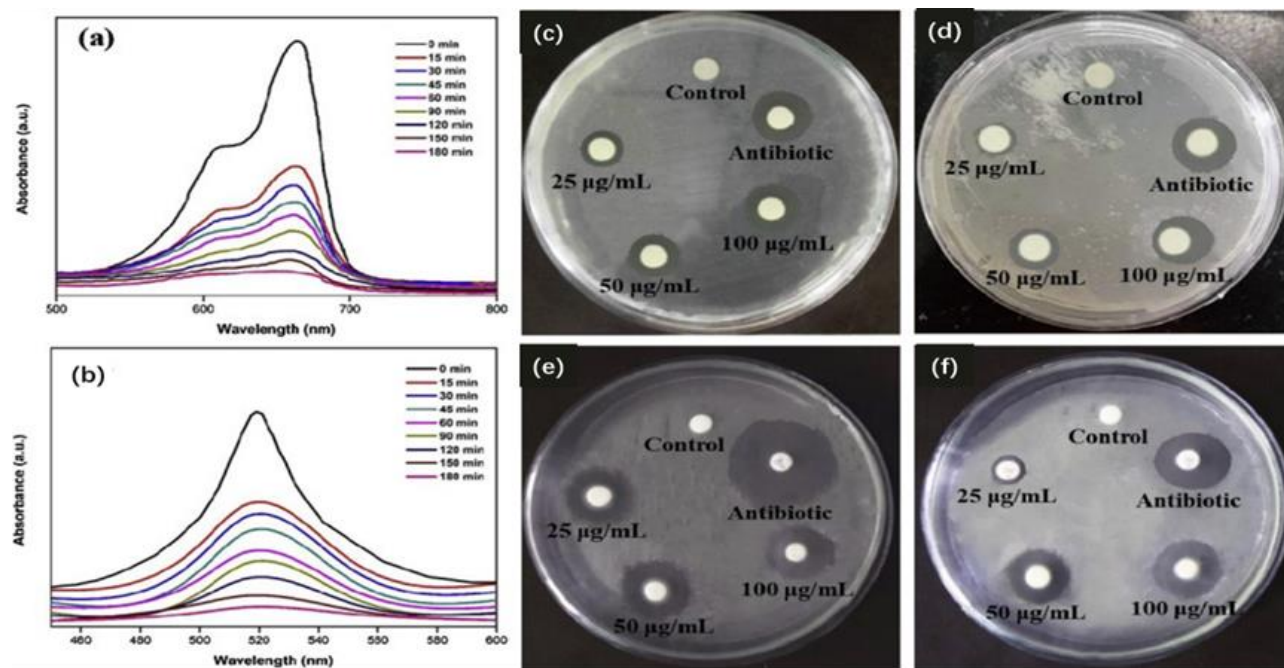 (a)
0 min
15 min
30 min
45 min
60 min
90 min
120 min
150 min
180 min
Absorbance (a.u.)
500 600 700 800
Wavelength (nm)
(b)
0 min
15 min
30 min
45 min
60 min
90 min
120 min
150 min
180 min
Absorbance (a.u.)
460 480 500 520 540 560 580 600
Wavelength (nm)
(c)
Control
Antibiotic
25 µg/mL
100 µg/mL
50 µg/mL
(d)
Control
25 µg/mL
Antibiotic
50 µg/mL
100 µg/mL
(e)
Control
25 µg/mL
Antibiotic
100 µg/mL
50 µg/mL
(f)
Control
25 µg/mL
Antibiotic
50 µg/mL
100 µg/mL